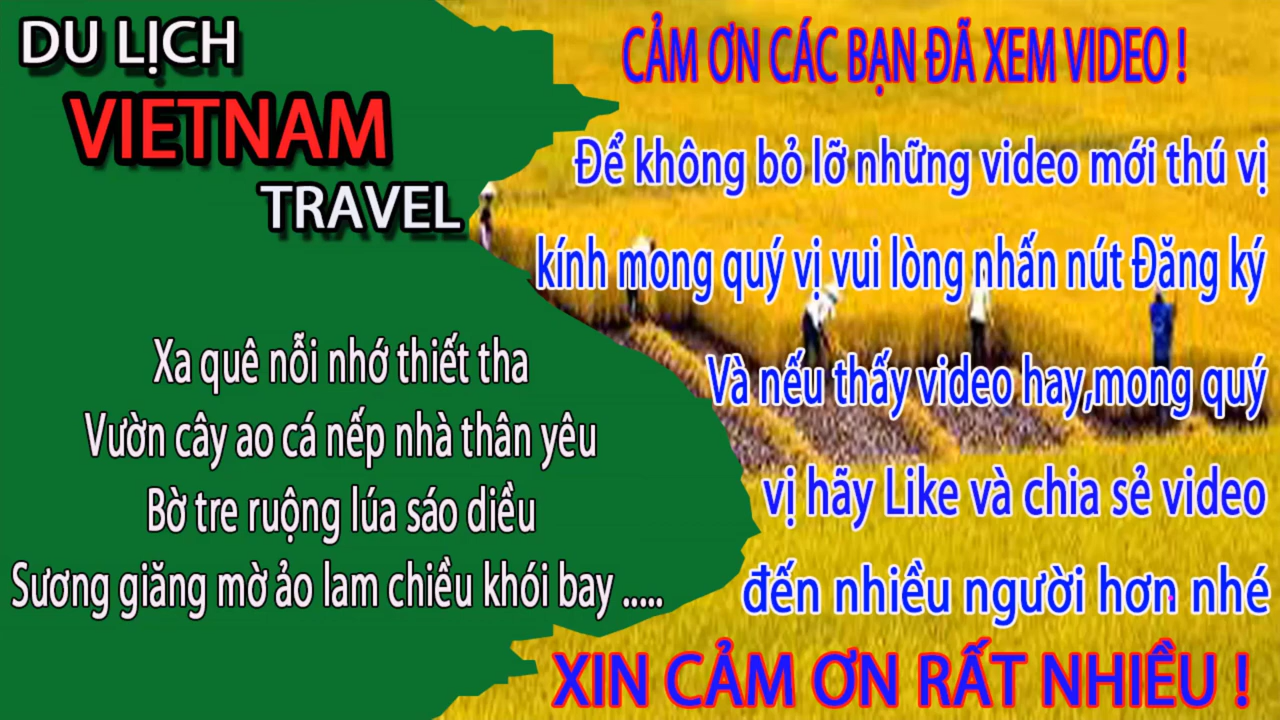 DU LỊCH
VIETNAM
TRAVEL
Xa quê nỗi nhớ thiết tha
Vườn cây ao cá nếp nhà thân yêu
Bờ tre ruộng lúa sáo diều
Sương giăng mờ ảo lam chiều khói bay .....
CẢM ƠN CÁC BẠN ĐÃ XEM VIDEO !
Để không bỏ lỡ những video mới thú vị
kính mong quý vị vui lòng nhấn nút Đăng ký
Và nếu thấy video hay,mong quý
vị hãy Like và chia sẻ video
đến nhiều người hơn nhé
XIN CẢM ƠN RẤT NHIỀU !